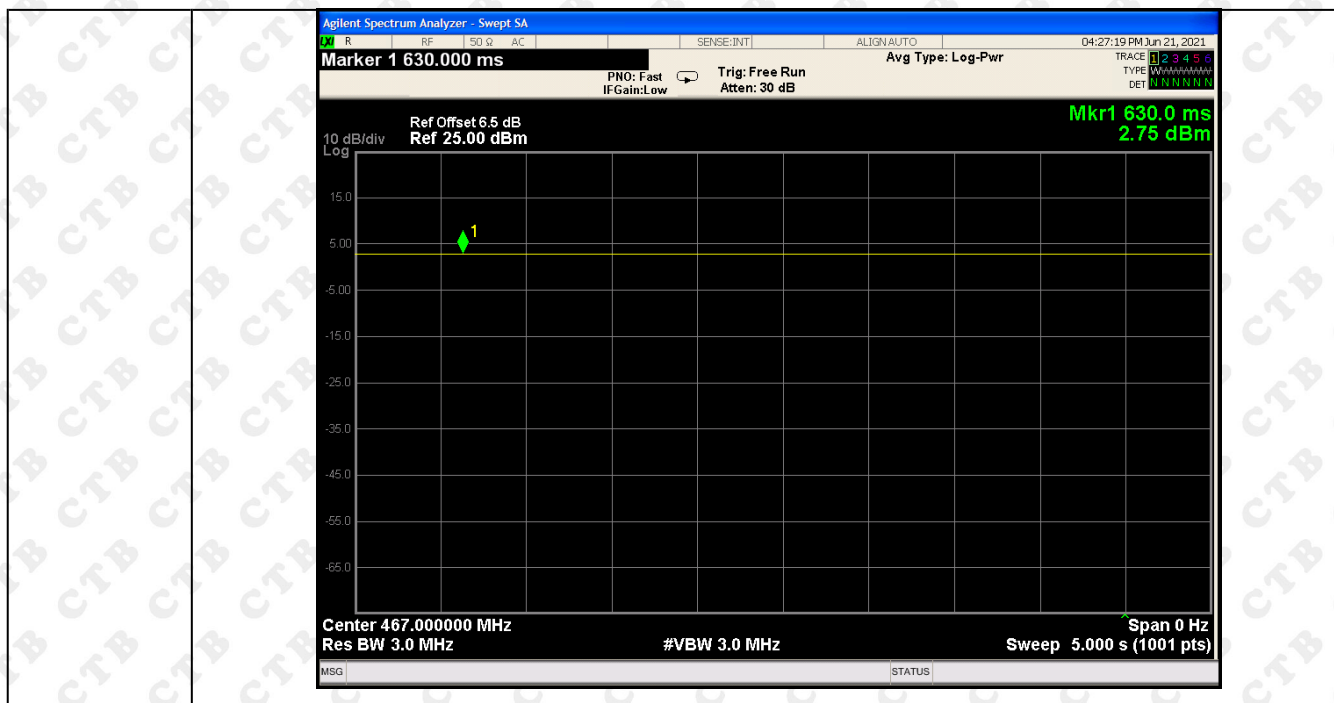 Agilent Spectrum Analyzer - Swept SA
LXI R RF 50 Ω AC SENSE:INT ALIGN AUTO 04:27:19 PM Jun 21, 2021
Marker 1 630.000 ms
PNO: Fast
IFGain:Low
Trig: Free Run
Atten: 30 dB
Avg Type: Log-Pwr
TRACE 1 2 3 4 5 6
TYPE WWWWWW
DET N N N N N N
Mkr1 630.0 ms
2.75 dBm
Ref Offset 6.5 dB
10 dB/div Ref 25.00 dBm
Log
15.0
1
5.00
-5.00
-15.0
-25.0
-35.0
-45.0
-55.0
-65.0
Center 467.000000 MHz Span 0 Hz
Res BW 3.0 MHz #VBW 3.0 MHz Sweep 5.000 s (1001 pts)
MSG STATUS
CTB